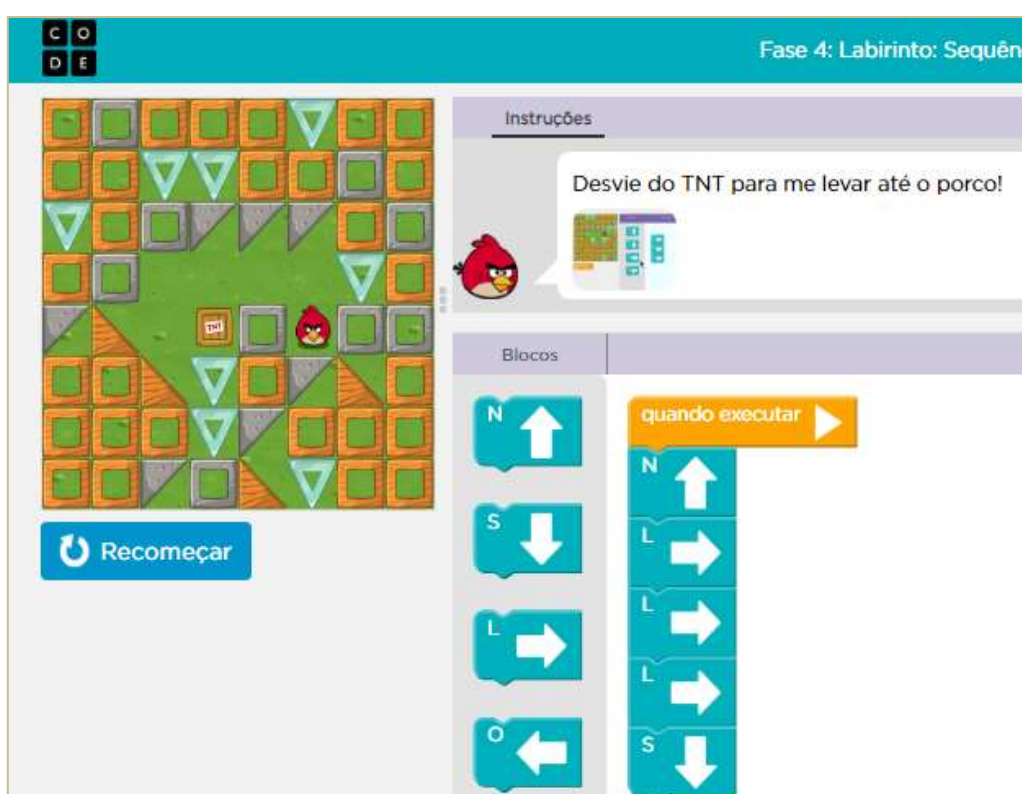 C O
D E
Fase 4: Labirinto: Sequên
Instruções
Desvie do TNT para me levar até o porco!
TNT
Blocos
N
S
L
O
quando executar
N
L
L
L
S
Recomeçar